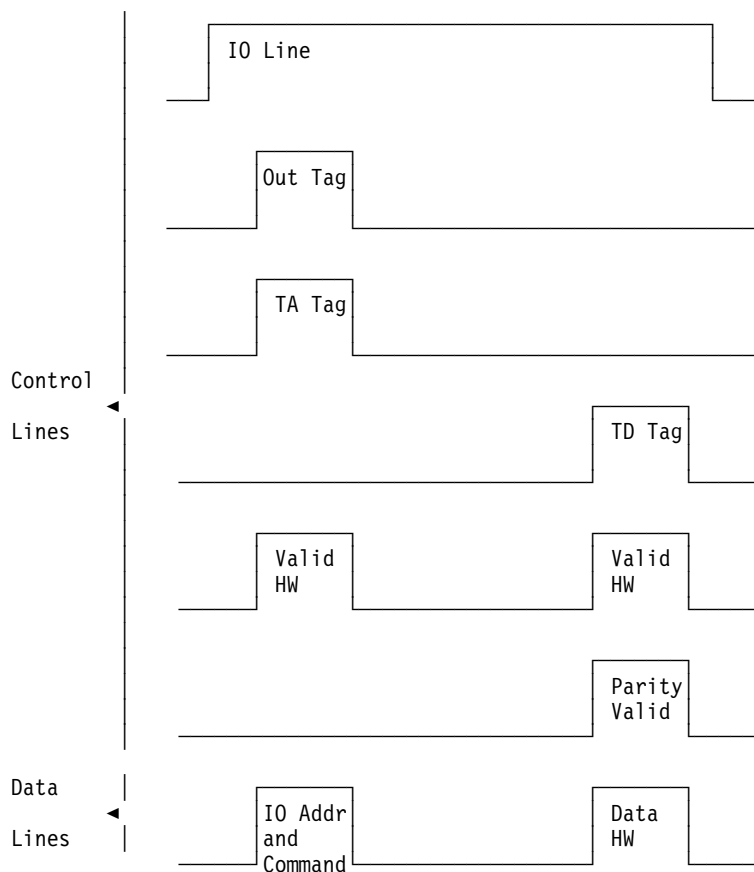 IO Line
Out Tag
TA Tag
Control
Lines
TD Tag
Valid
HW
Valid
HW
Parity
Valid
Data
Lines
IO Addr
and
Command
Data
HW